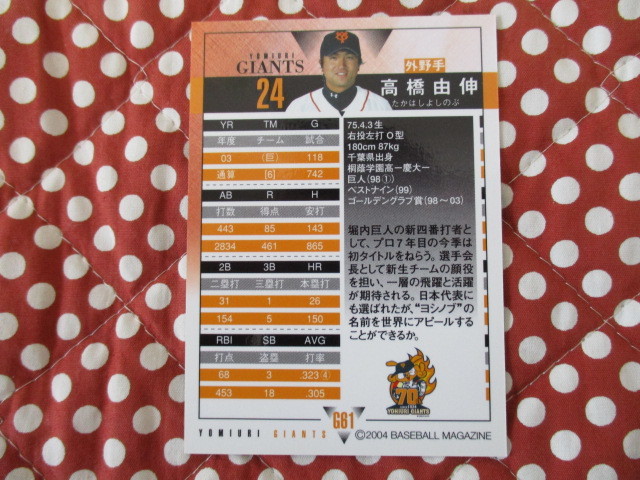 YOMIURI
GIANTS
24
外野手
高橋由伸
たかはしよしのぶ
YR TM G
年度 チーム 試合
03 (巨) 118
通算 [6] 742
AB R H
打数 得点 安打
443 85 143
2834 461 865
2B 3B HR
二塁打 三塁打 本塁打
31 1 26
154 5 150
RBI SB AVG
打点 盗塁 打率
68 3 .323④
453 18 .305
75.4.3生
右投左打 O型
180cm 87kg
千葉県出身
桐蔭学園高－慶大－
巨人(98①)
ベストナイン(99)
ゴールデングラブ賞(98～03)
堀内巨人の新四番打者と
して、プロ7年目の今季は
初タイトルをねらう。選手会
長として新生チームの顔役
を担い、一層の飛躍と活躍
が期待される。日本代表に
も選ばれたが、“ヨシノブ”の
名前を世界にアピールする
ことができるか。
70
YOMIURI GIANTS
G61
YOMIURI GIANTS
©2004 BASEBALL MAGAZINE